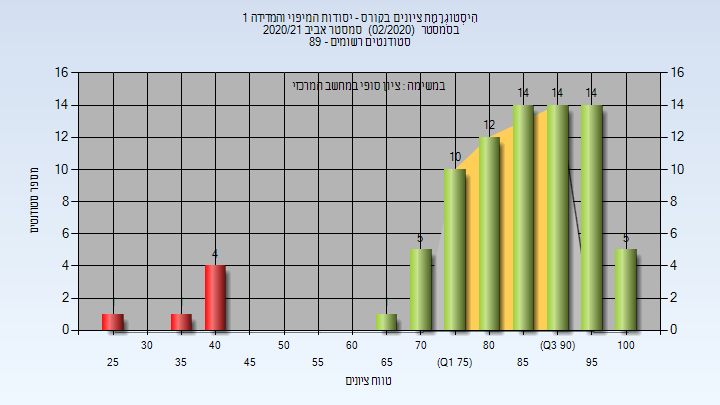 היסטוגרמת ציונים בקורס - יסודות המיפוי והמדידה 1
בסמסטר (02/2020) סמסטר אביב 2020/21
סטודנטים רשומים - 89
במשימה : ציון סופי במחשב המרכזי
מספר סטודנטים
16 14 12 10 8 6 4 2 0
4 5 10 12 14 14 14 5
16 14 12 10 8 6 4 2 0
30 40 50 60 70 80 (Q3 90) 100
25 35 45 55 65 (Q1 75) 85 95
טווח ציונים